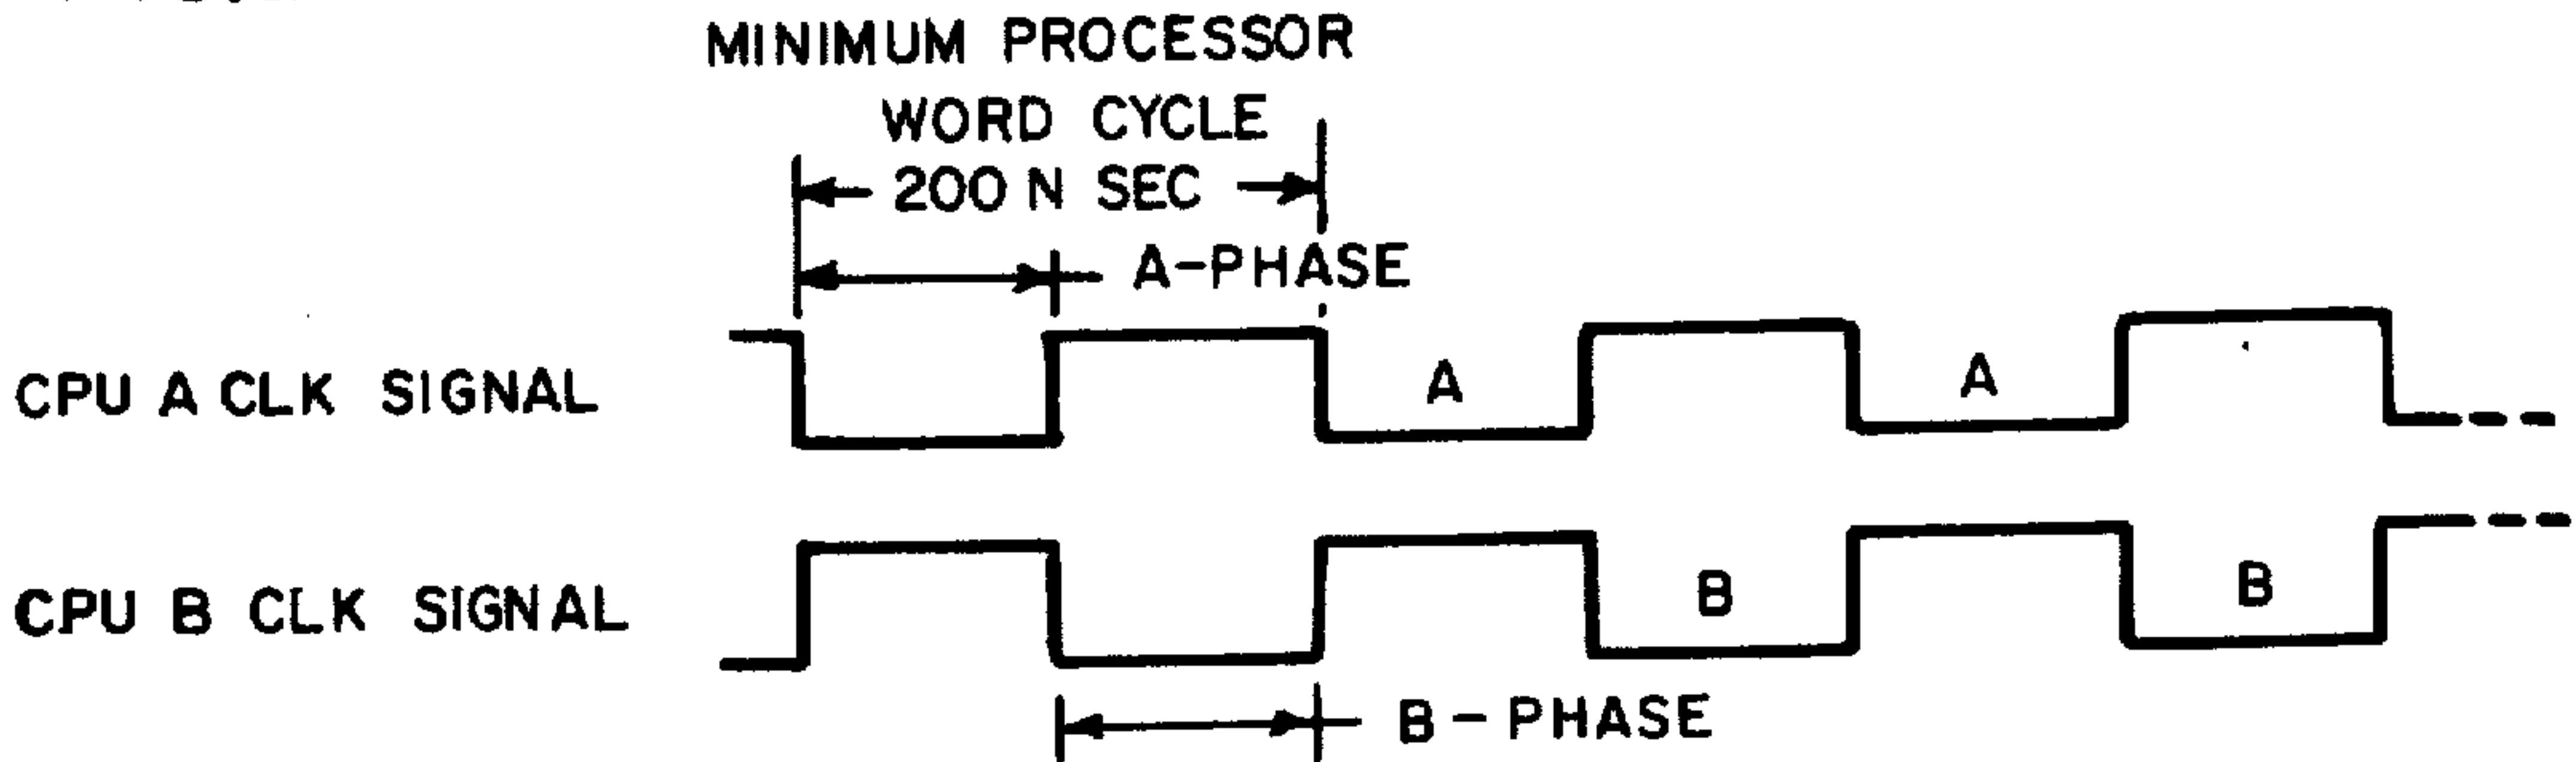 MINIMUM PROCESSOR
WORD CYCLE
200 N SEC
A-PHASE
CPU A CLK SIGNAL
A
A
CPU B CLK SIGNAL
B
B
B-PHASE